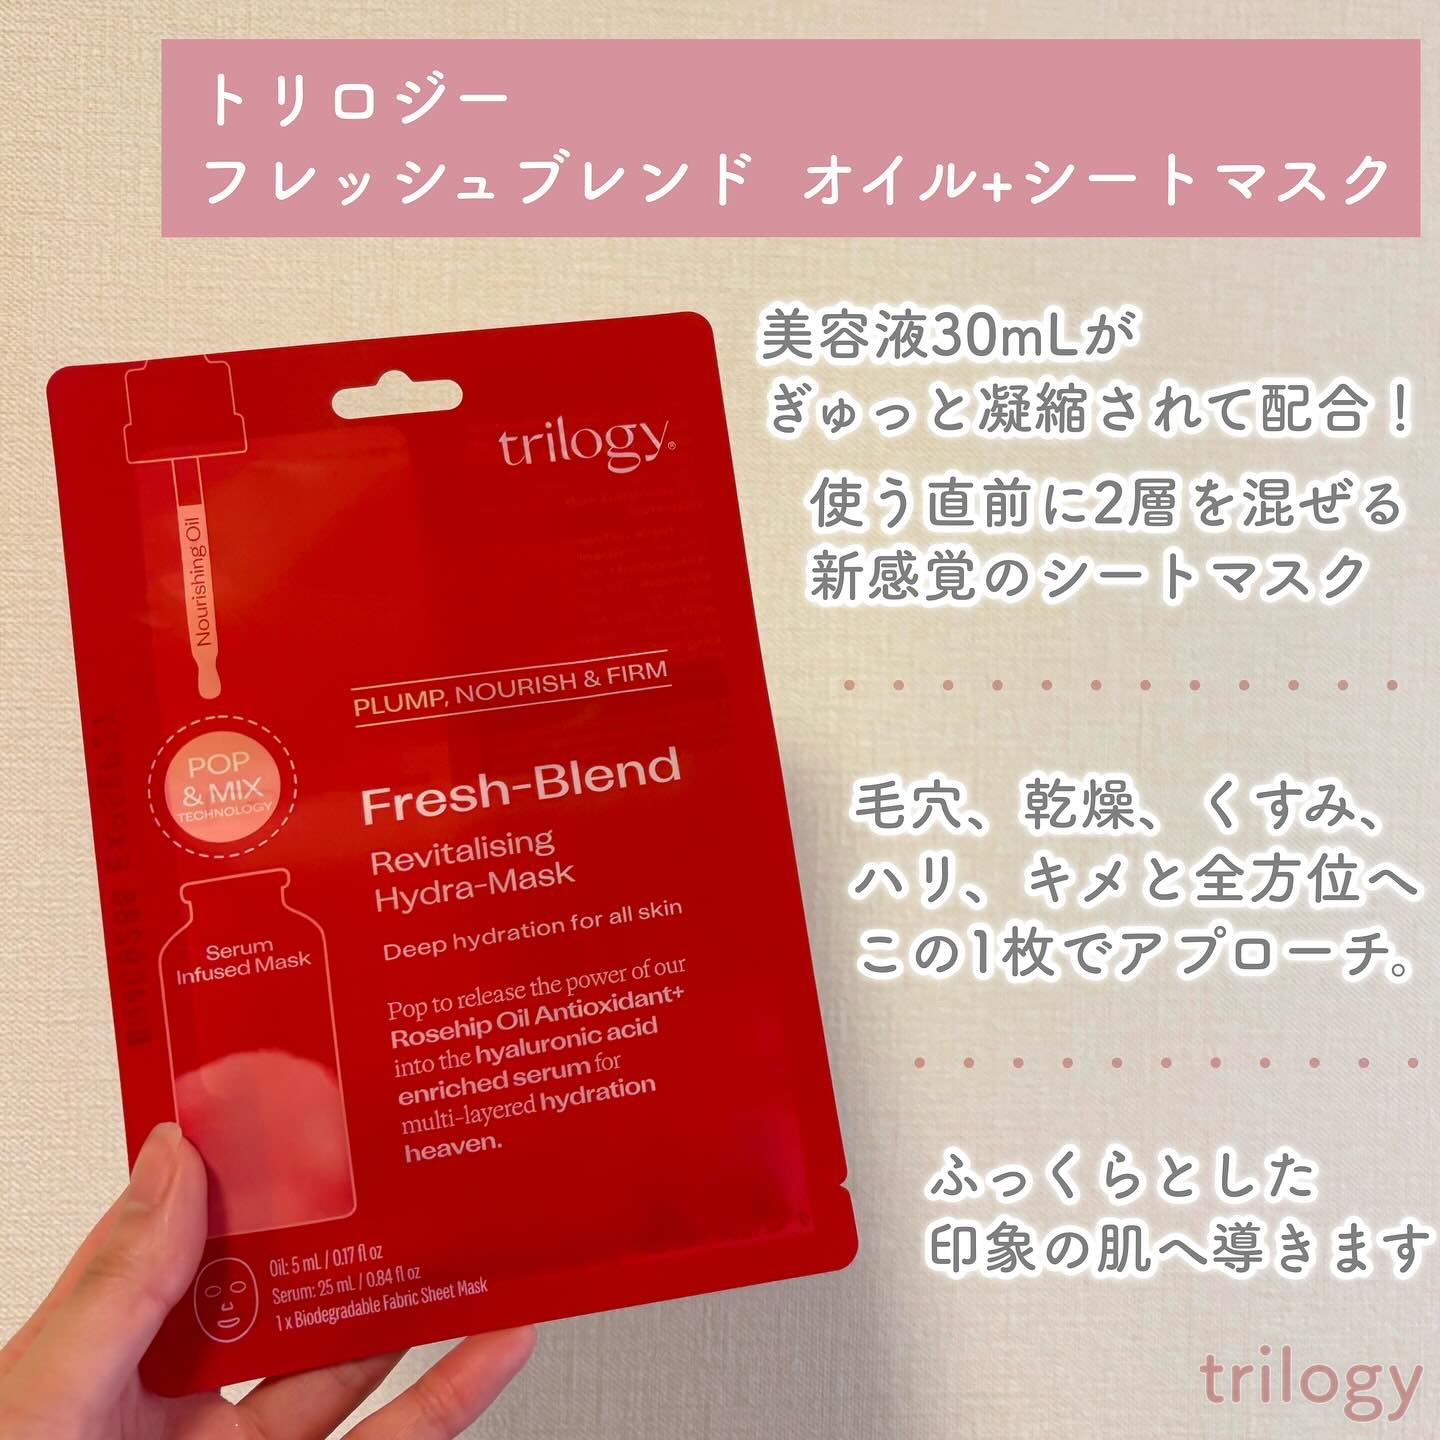 トリロジー
フレッシュブレンド オイル+シートマスク
美容液30mLが
ぎゅっと凝縮されて配合！
使う直前に2層を混ぜる
新感覚のシートマスク
毛穴、乾燥、くすみ、
ハリ、キメと全方位へ
この1枚でアプローチ。
ふっくらとした
印象の肌へ導きます
trilogy
trilogy®
Nourishing Oil
PLUMP, NOURISH & FIRM
POP
& MIX
TECHNOLOGY
Fresh-Blend
Revitalising
Hydra-Mask
Deep hydration for all skin
Serum
Infused Mask
Pop to release the power of our
Rosehip Oil Antioxidant+
into the hyaluronic acid
enriched serum for
multi-layered hydration
heaven.
Oil: 5 mL / 0.17 fl oz
Serum: 25 mL / 0.84 fl oz
1 x Biodegradable Fabric Sheet Mask